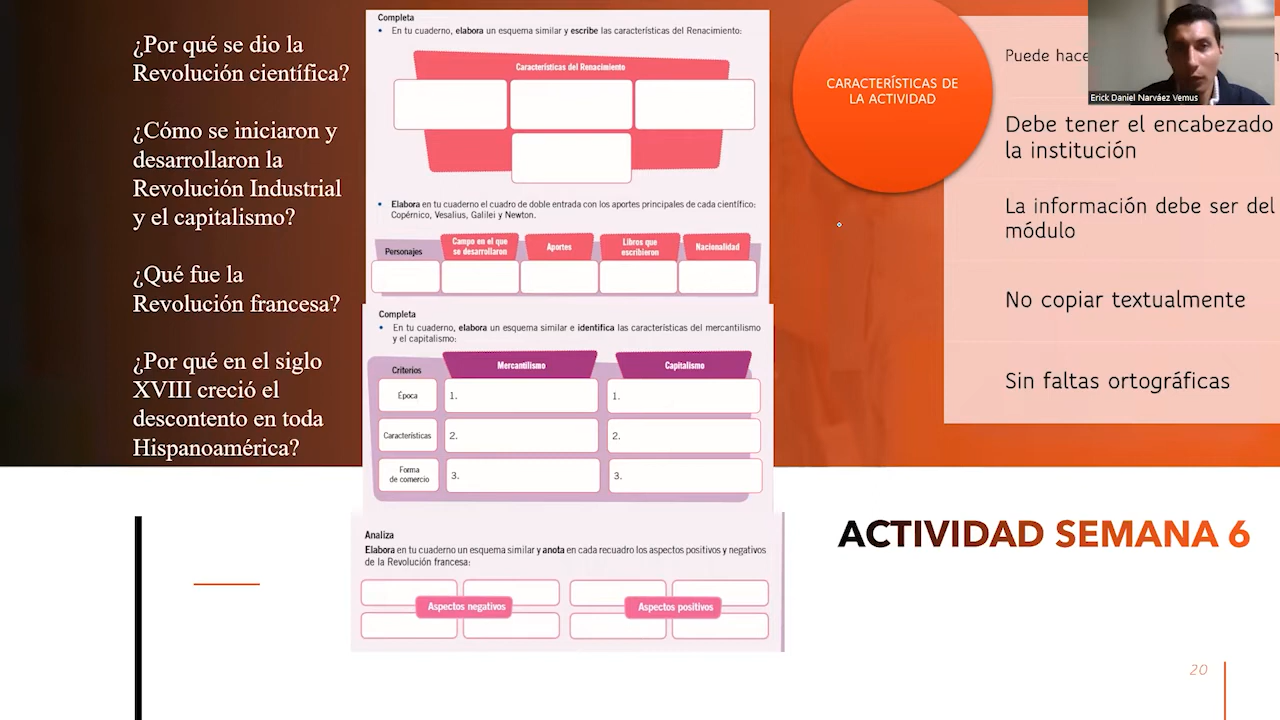 ¿Por qué se dio la
Revolución científica?
¿Cómo se iniciaron y
desarrollaron la
Revolución Industrial
y el capitalismo?
¿Qué fue la
Revolución francesa?
¿Por qué en el siglo
XVIII creció el
descontento en toda
Hispanoamérica?
Completa
• En tu cuaderno, elabora un esquema similar y escribe las características del Renacimiento:
Características del Renacimiento
• Elabora en tu cuaderno el cuadro de doble entrada con los aportes principales de cada científico:
Copérnico, Vesalius, Galilei y Newton.
Personajes
Campo en el que
se desarrollaron
Aportes
Libros que
escribieron
Nacionalidad
Completa
• En tu cuaderno, elabora un esquema similar e identifica las características del mercantilismo
y el capitalismo:
Criterios
Mercantilismo
Capitalismo
Época
1.
1.
Características
2.
2.
Forma
de comercio
3.
3.
Analiza
Elabora en tu cuaderno un esquema similar y anota en cada recuadro los aspectos positivos y negativos
de la Revolución francesa:
Aspectos negativos
Aspectos positivos
CARACTERÍSTICAS DE
LA ACTIVIDAD
Puede
Erick Daniel Narváez Vemus
Debe tener el encabezado
la institución
La información debe ser del
módulo
No copiar textualmente
Sin faltas ortográficas
ACTIVIDAD SEMANA 6
20